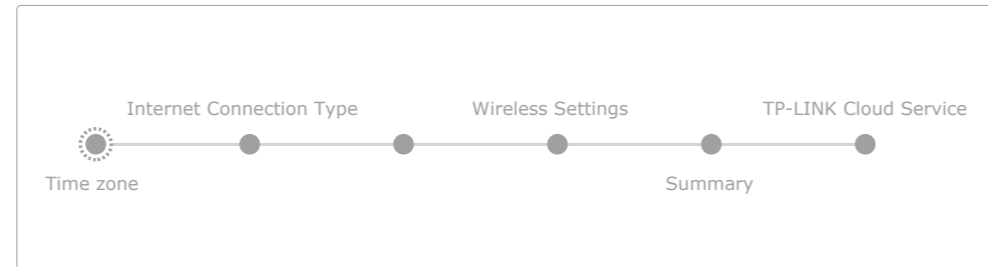 Internet Connection Type Wireless Settings TP-LINK Cloud Service
Time zone Summary